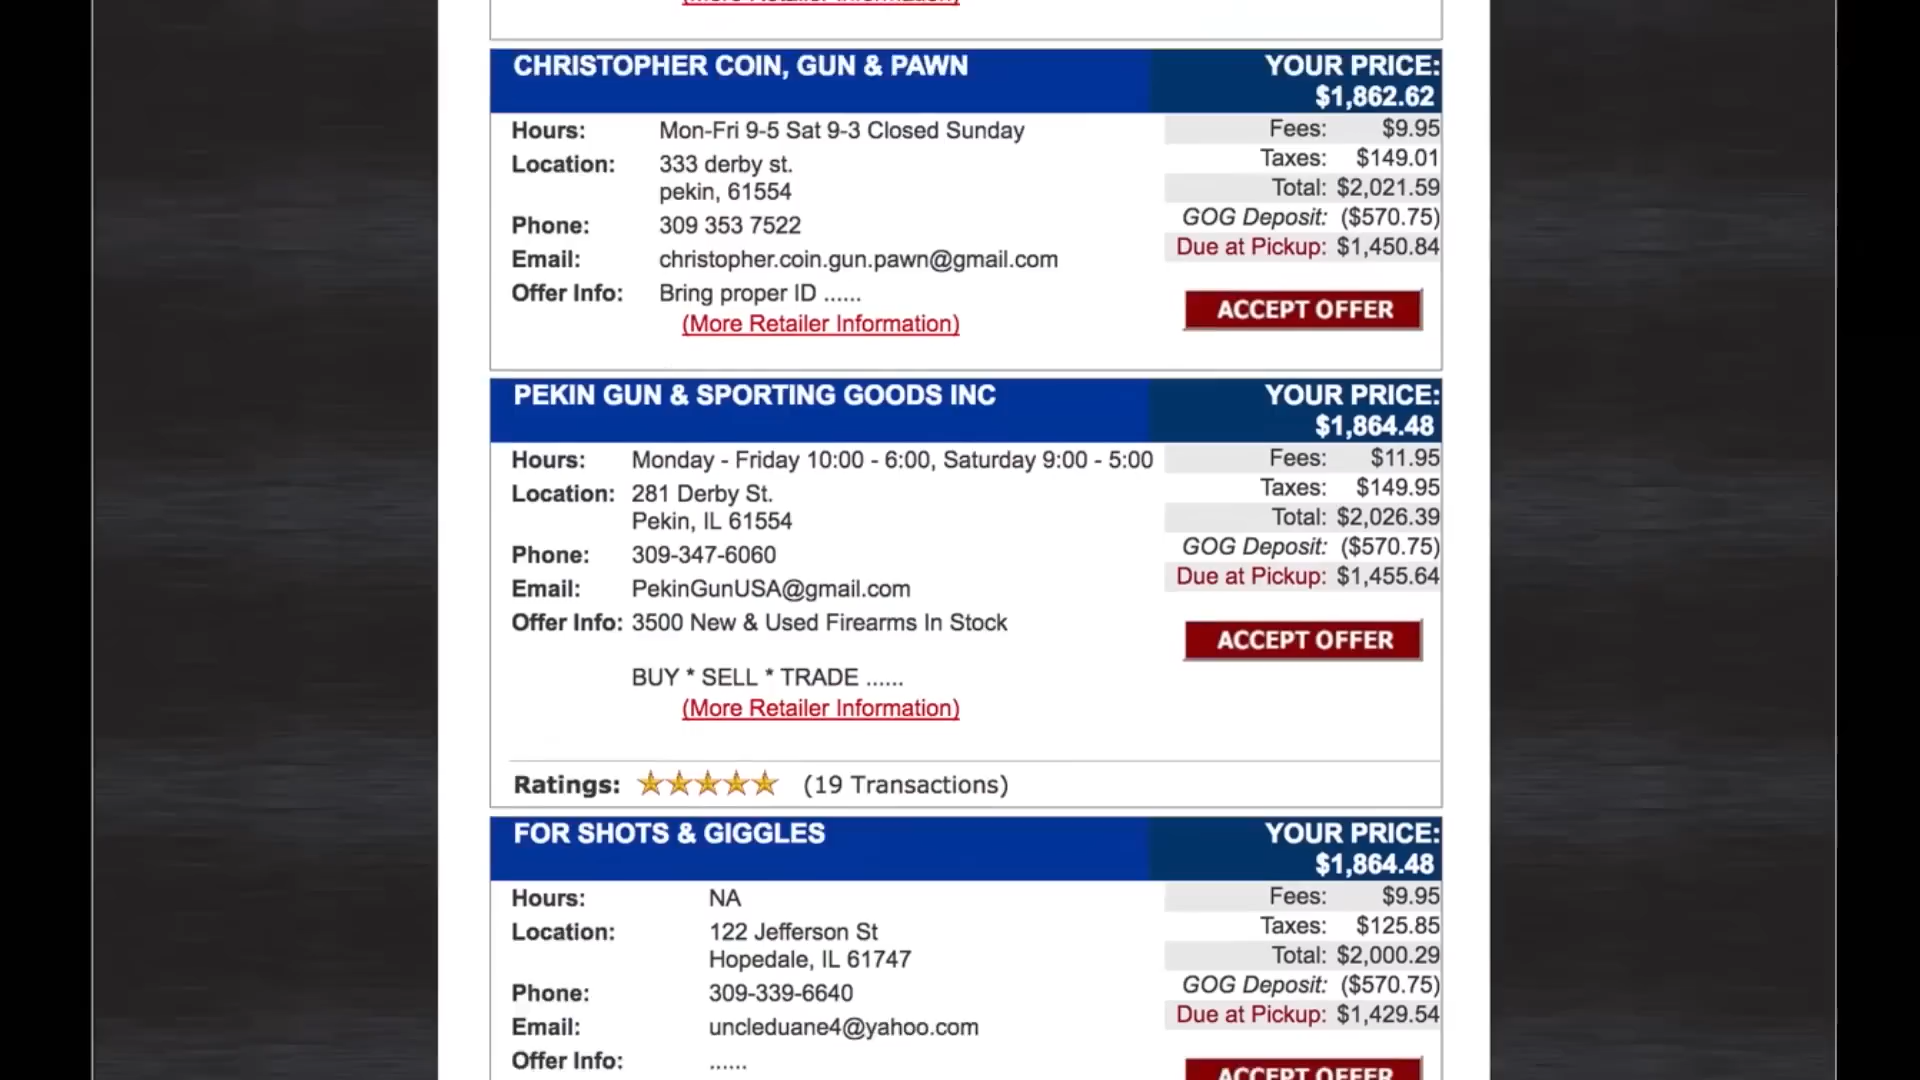 (More Retailer Information)
CHRISTOPHER COIN, GUN & PAWN
YOUR PRICE:
$1,862.62
Hours: Mon-Fri 9-5 Sat 9-3 Closed Sunday
Fees: $9.95
Location: 333 derby st.
pekin, 61554
Taxes: $149.01
Total: $2,021.59
Phone: 309 353 7522
GOG Deposit: ($570.75)
Email: christopher.coin.gun.pawn@gmail.com
Due at Pickup: $1,450.84
Offer Info: Bring proper ID ......
(More Retailer Information)
ACCEPT OFFER
PEKIN GUN & SPORTING GOODS INC
YOUR PRICE:
$1,864.48
Hours: Monday - Friday 10:00 - 6:00, Saturday 9:00 - 5:00
Fees: $11.95
Location: 281 Derby St.
Pekin, IL 61554
Taxes: $149.95
Total: $2,026.39
Phone: 309-347-6060
GOG Deposit: ($570.75)
Email: PekinGunUSA@gmail.com
Due at Pickup: $1,455.64
Offer Info: 3500 New & Used Firearms In Stock
ACCEPT OFFER
BUY * SELL * TRADE ......
(More Retailer Information)
Ratings: (19 Transactions)
FOR SHOTS & GIGGLES
YOUR PRICE:
$1,864.48
Hours: NA
Fees: $9.95
Location: 122 Jefferson St
Hopedale, IL 61747
Taxes: $125.85
Total: $2,000.29
Phone: 309-339-6640
GOG Deposit: ($570.75)
Email: uncleduane4@yahoo.com
Due at Pickup: $1,429.54
Offer Info: ......
ACCEPT OFFER